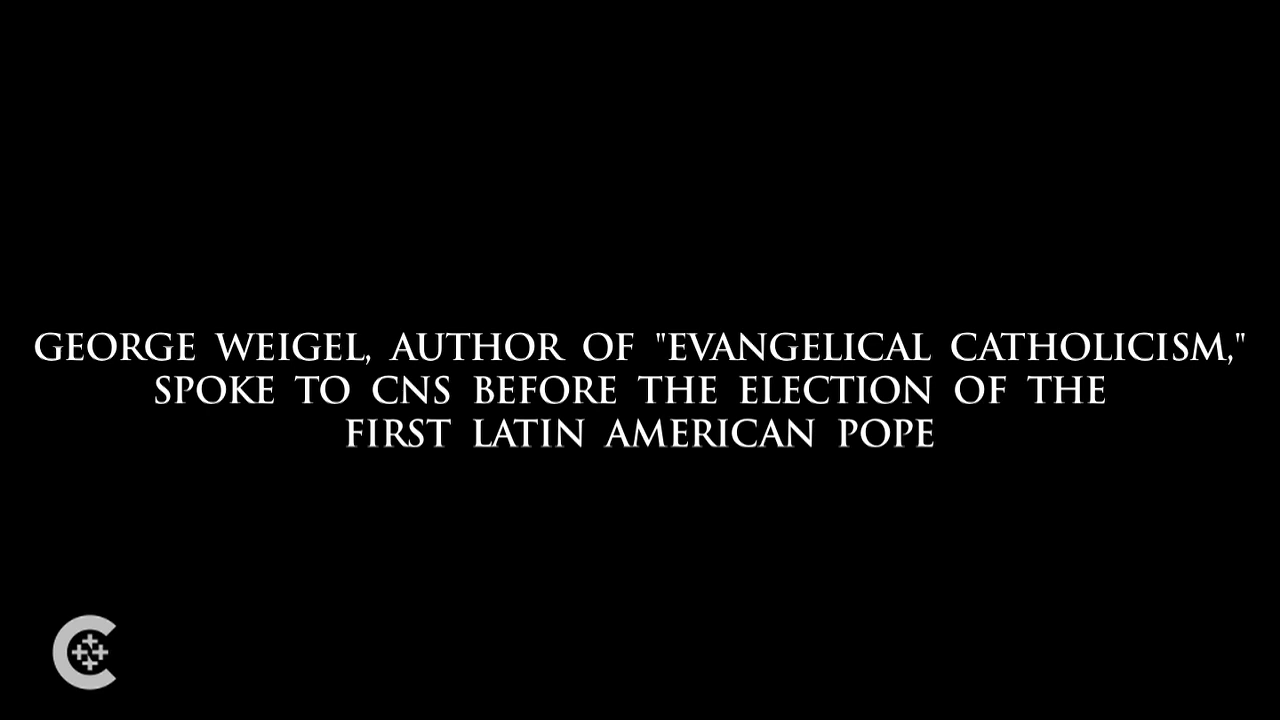 GEORGE WEIGEL, AUTHOR OF "EVANGELICAL CATHOLICISM,"
SPOKE TO CNS BEFORE THE ELECTION OF THE
FIRST LATIN AMERICAN POPE